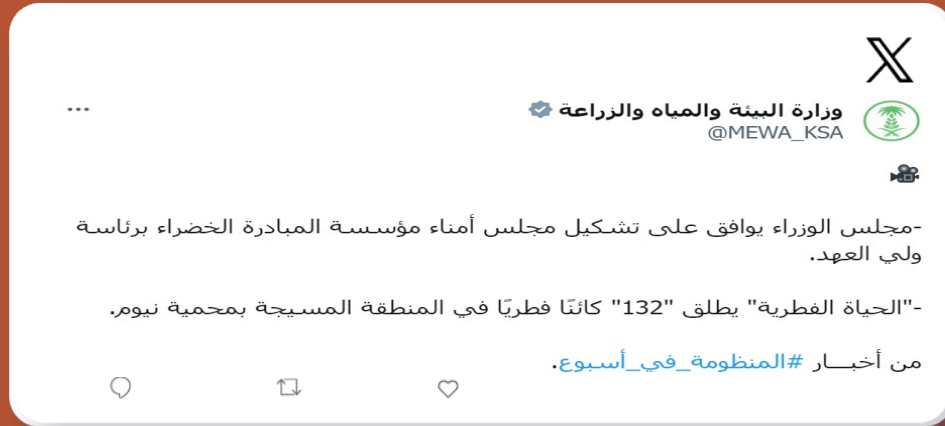 وزارة البيئة والمياه والزراعة
@MEWA_KSA
-مجلس الوزراء يوافق على تشكيل مجلس أمناء مؤسسة المبادرة الخضراء برئاسة
ولي العهد.
-"الحياة الفطرية" يطلق "132" كائنًا فطريًا في المنطقة المسيجة بمحمية نيوم.
من أخبـــار #المنظومة_في_أسبوع.